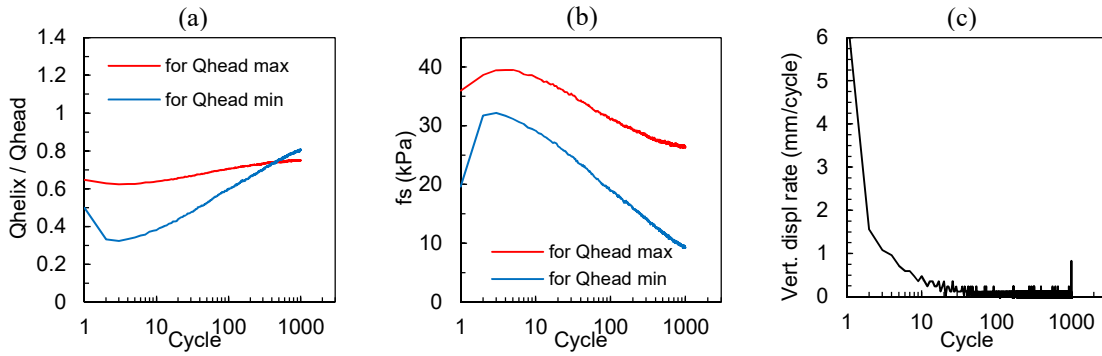 (a)
Qhelix / Qhead
1.4
1.2
1
0.8
0.6
0.4
0.2
0
for Qhead max
for Qhead min
1 10 100 1000
Cycle
(b)
fs (kPa)
40
30
20
10
0
for Qhead max
for Qhead min
1 10 100 1000
Cycle
(c)
Vert. displ rate (mm/cycle)
6
5
4
3
2
1
0
1 10 100 1000
Cycle